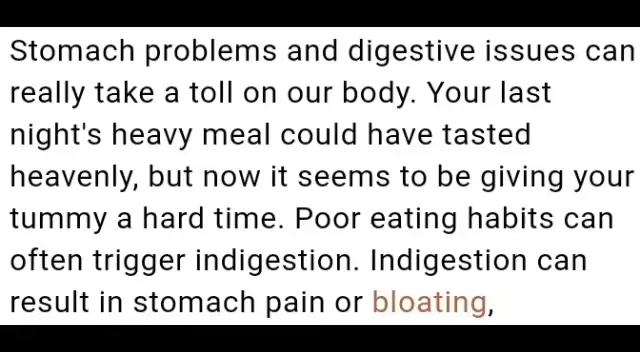 Stomach problems and digestive issues can
really take a toll on our body. Your last
night's heavy meal could have tasted
heavenly, but now it seems to be giving your
tummy a hard time. Poor eating habits can
often trigger indigestion. Indigestion can
result in stomach pain or bloating,